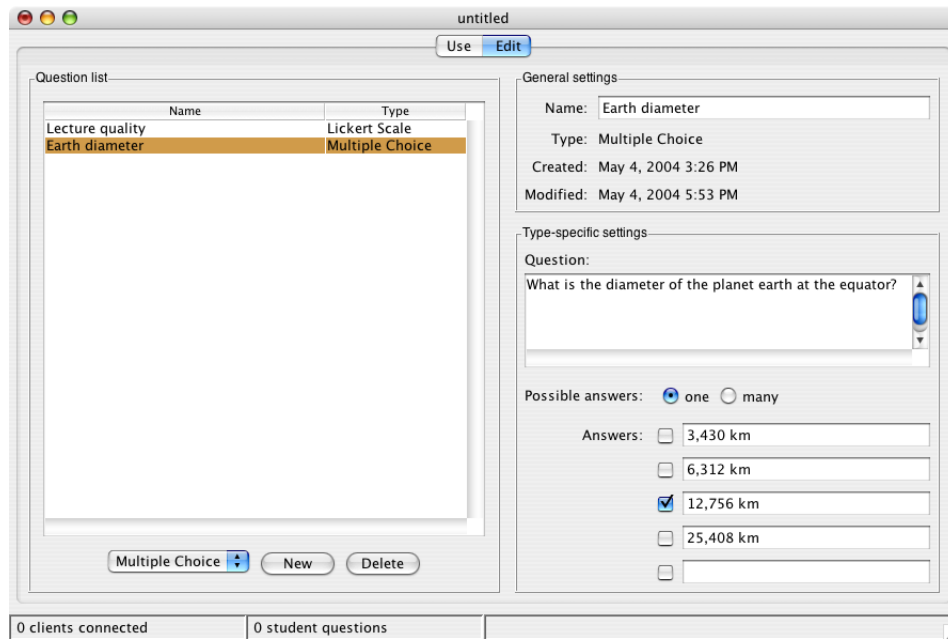 untitled
Use Edit
Question list
Name Type
Lecture quality Lickert Scale
Earth diameter Multiple Choice
Multiple Choice New Delete
General settings
Name: Earth diameter
Type: Multiple Choice
Created: May 4, 2004 3:26 PM
Modified: May 4, 2004 5:53 PM
Type-specific settings
Question:
What is the diameter of the planet earth at the equator?
Possible answers: one many
Answers: 3,430 km
6,312 km
12,756 km
25,408 km
0 clients connected 0 student questions